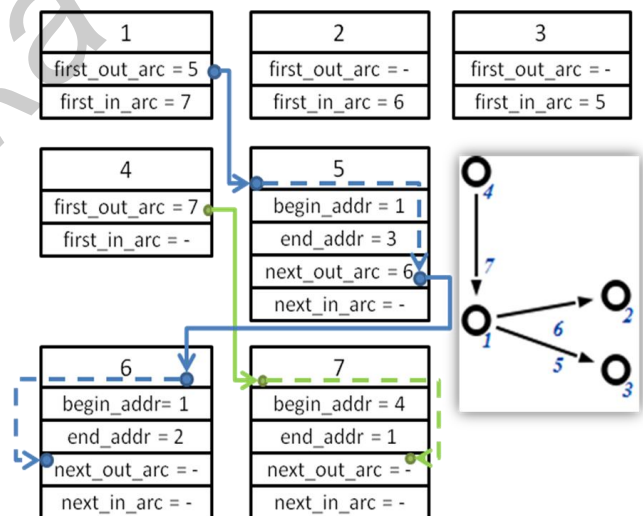 1
first_out_arc = 5
first_in_arc = 7
2
first_out_arc = -
first_in_arc = 6
3
first_out_arc = -
first_in_arc = 5
4
first_out_arc = 7
first_in_arc = -
5
begin_addr = 1
end_addr = 3
next_out_arc = 6
next_in_arc = -
6
begin_addr= 1
end_addr = 2
next_out_arc = -
next_in_arc = -
7
begin_addr = 4
end_addr = 1
next_out_arc = -
next_in_arc = -
4
7
1
6
2
5
3